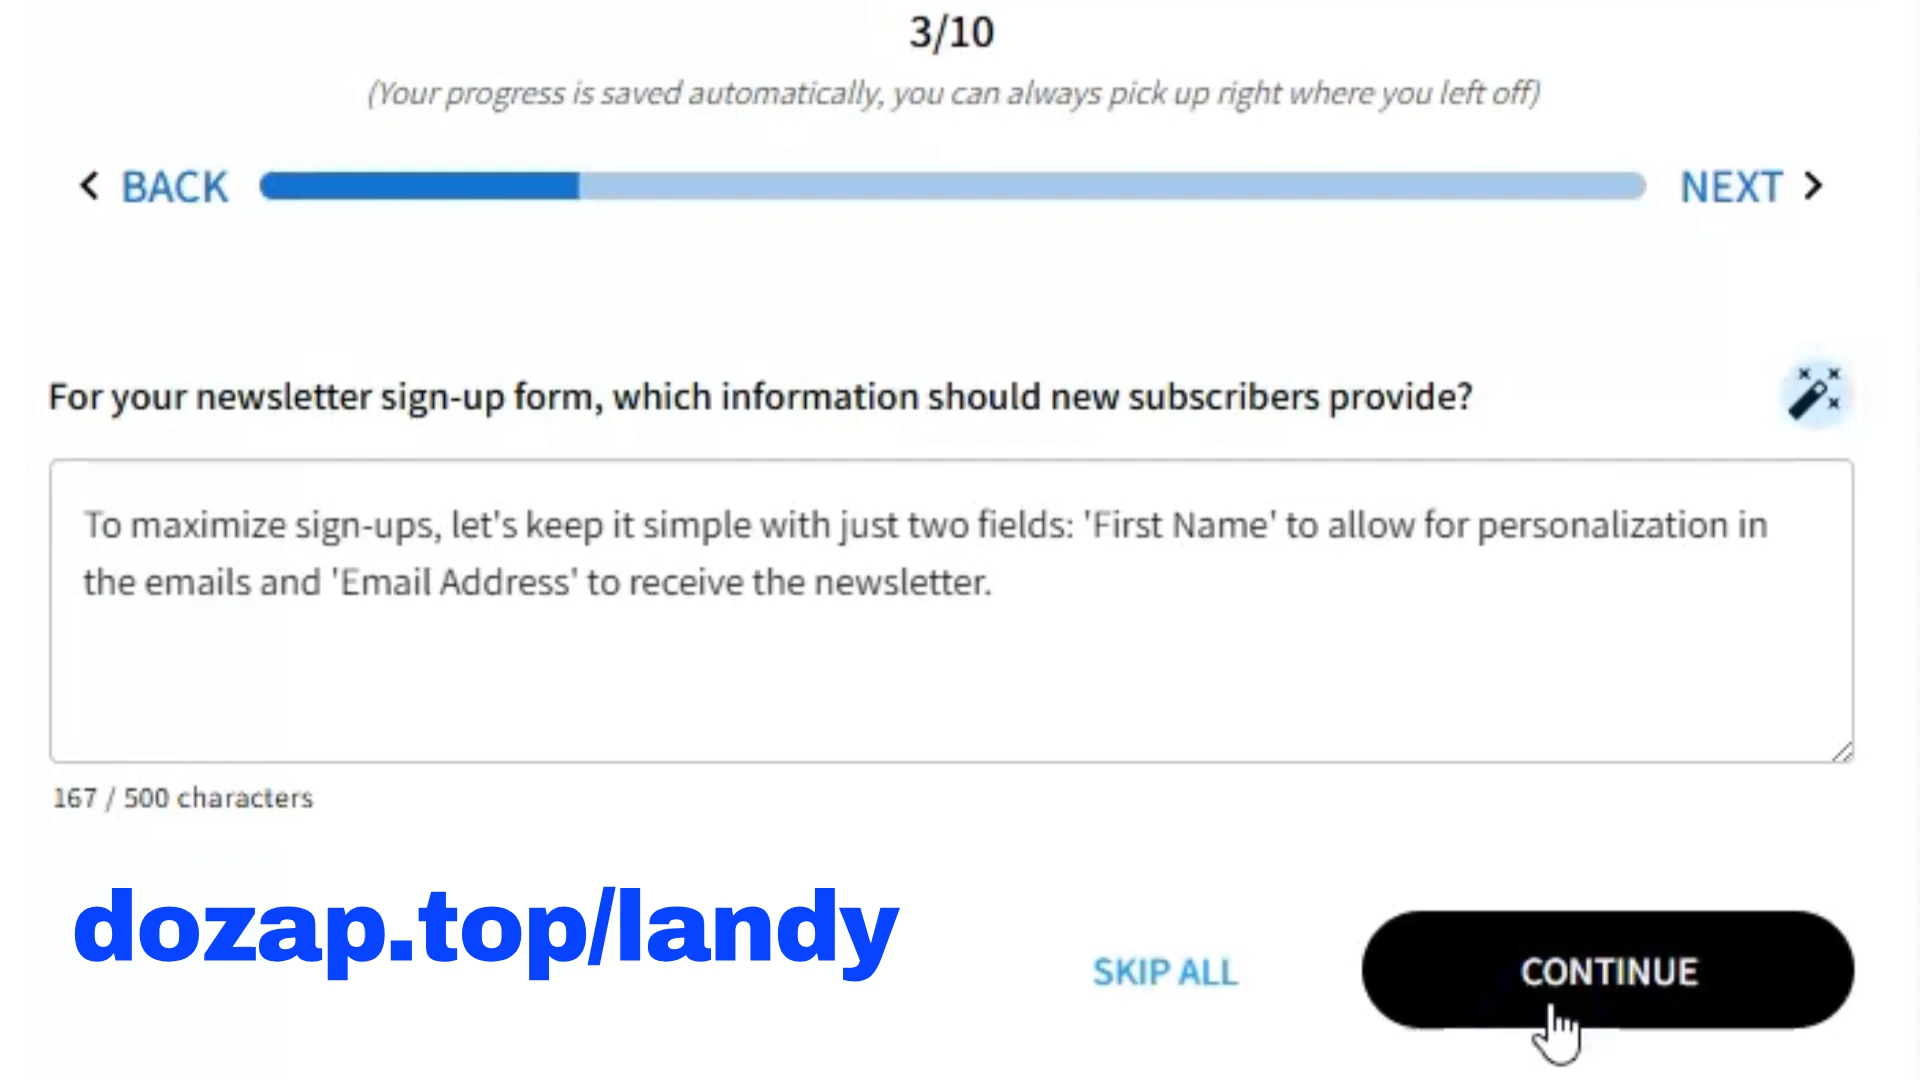 3/10
(Your progress is saved automatically, you can always pick up right where you left off)
BACK
NEXT
For your newsletter sign-up form, which information should new subscribers provide?
To maximize sign-ups, let's keep it simple with just two fields: 'First Name' to allow for personalization in
the emails and 'Email Address' to receive the newsletter.
167 / 500 characters
dozap.top/landy
SKIP ALL
CONTINUE